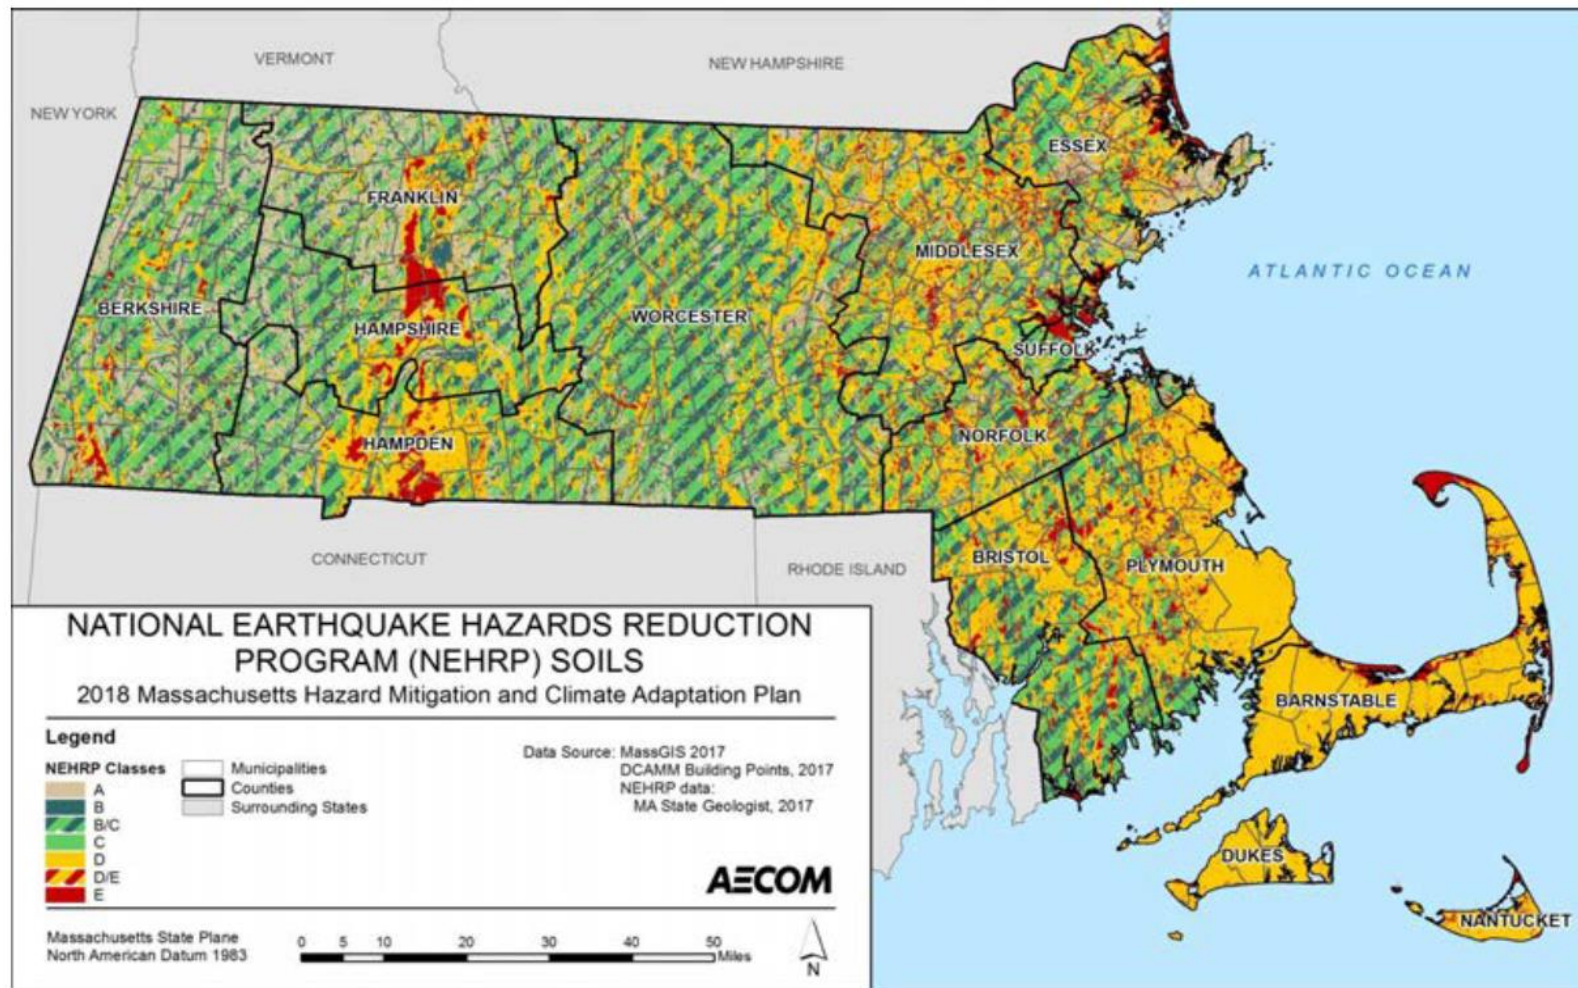 VERMONT
NEW HAMPSHIRE
NEW YORK
ESSEX
FRANKLIN
MIDDLESEX
ATLANTIC OCEAN
BERKSHIRE
HAMPSHIRE
WORCESTER
SUFFOLK
HAMPDEN
NORFOLK
CONNECTICUT
RHODE ISLAND
BRISTOL
PLYMOUTH
BARNSTABLE
DUKES
NANTUCKET
NATIONAL EARTHQUAKE HAZARDS REDUCTION
PROGRAM (NEHRP) SOILS
2018 Massachusetts Hazard Mitigation and Climate Adaptation Plan
Legend
NEHRP Classes
A
B
B/C
C
D
D/E
E
Municipalities
Counties
Surrounding States
Data Source: MassGIS 2017
DCAMM Building Points, 2017
NEHRP data:
MA State Geologist, 2017
AECOM
Massachusetts State Plane
North American Datum 1983
0 5 10 20 30 40 50
Miles
N